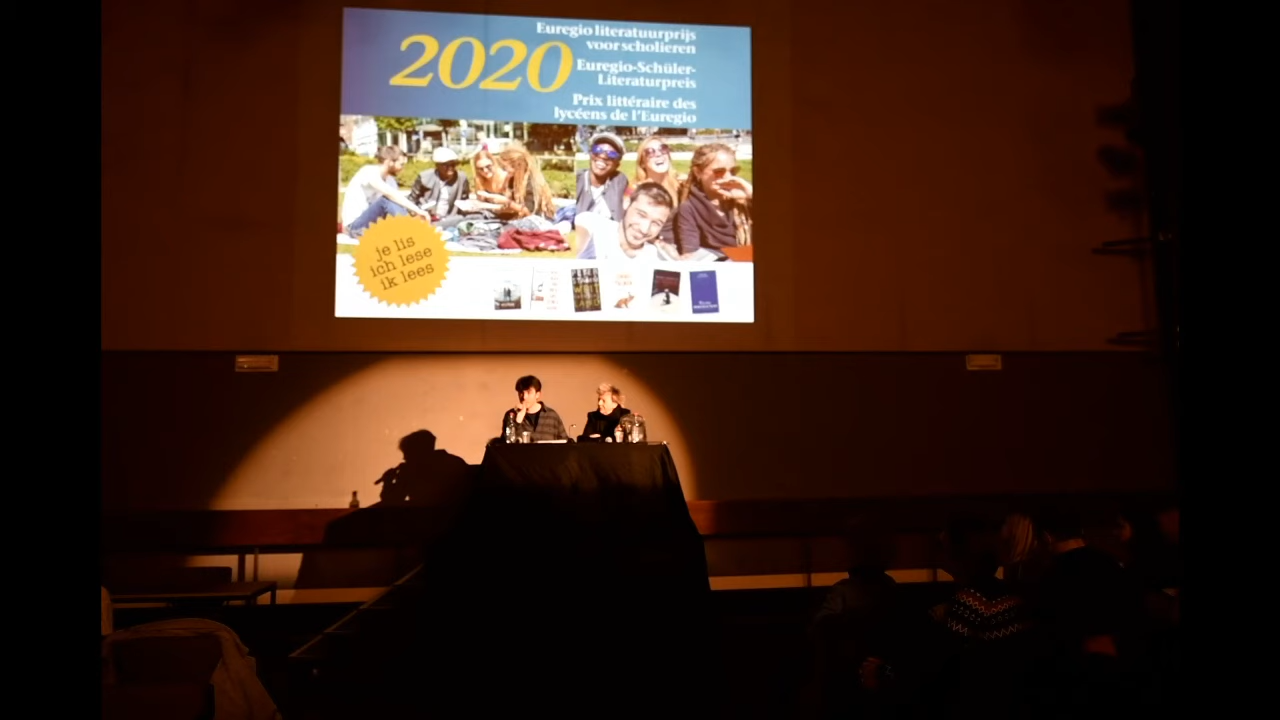 2020
Euregio literatuurprijs
voor scholieren
Euregio-Schüler-
Literaturpreis
Prix littéraire des
lycéens de l'Euregio
je lis
ich lese
ik lees